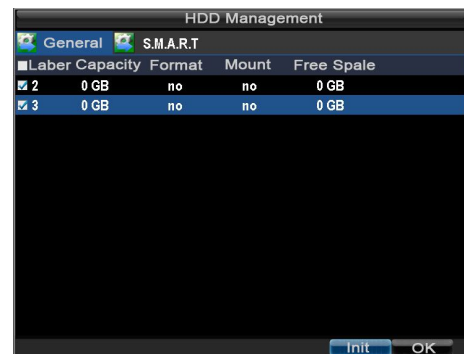 HDD Management
General S.M.A.R.T
Laber Capacity Format Mount Free Spale
2 0 GB no no 0 GB
3 0 GB no no 0 GB
Init OK